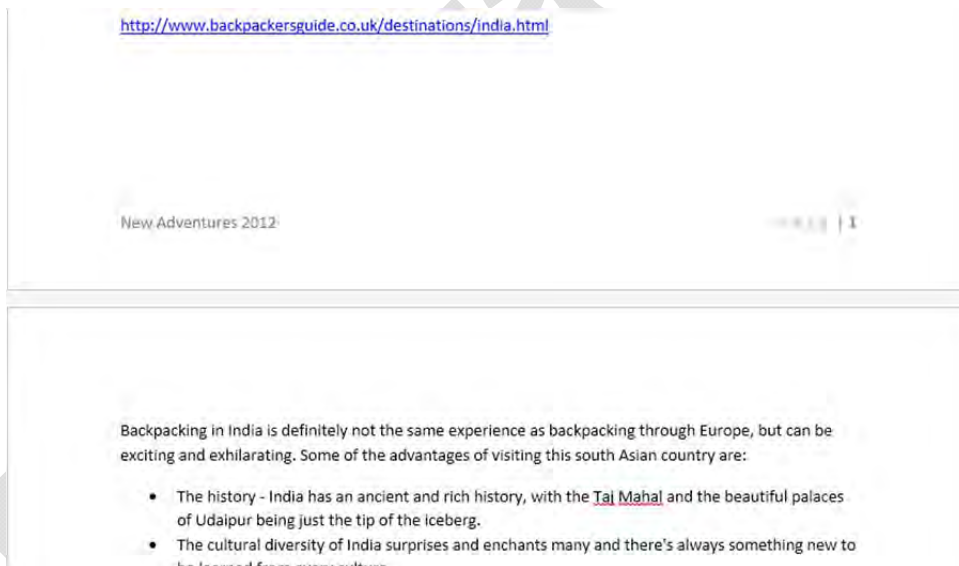 http://www.backpackersguide.co.uk/destinations/india.html
New Adventures 2012
| 1
Backpacking in India is definitely not the same experience as backpacking through Europe, but can be
exciting and exhilarating. Some of the advantages of visiting this south Asian country are:
• The history - India has an ancient and rich history, with the Taj Mahal and the beautiful palaces
of Udaipur being just the tip of the iceberg.
• The cultural diversity of India surprises and enchants many and there's always something new to